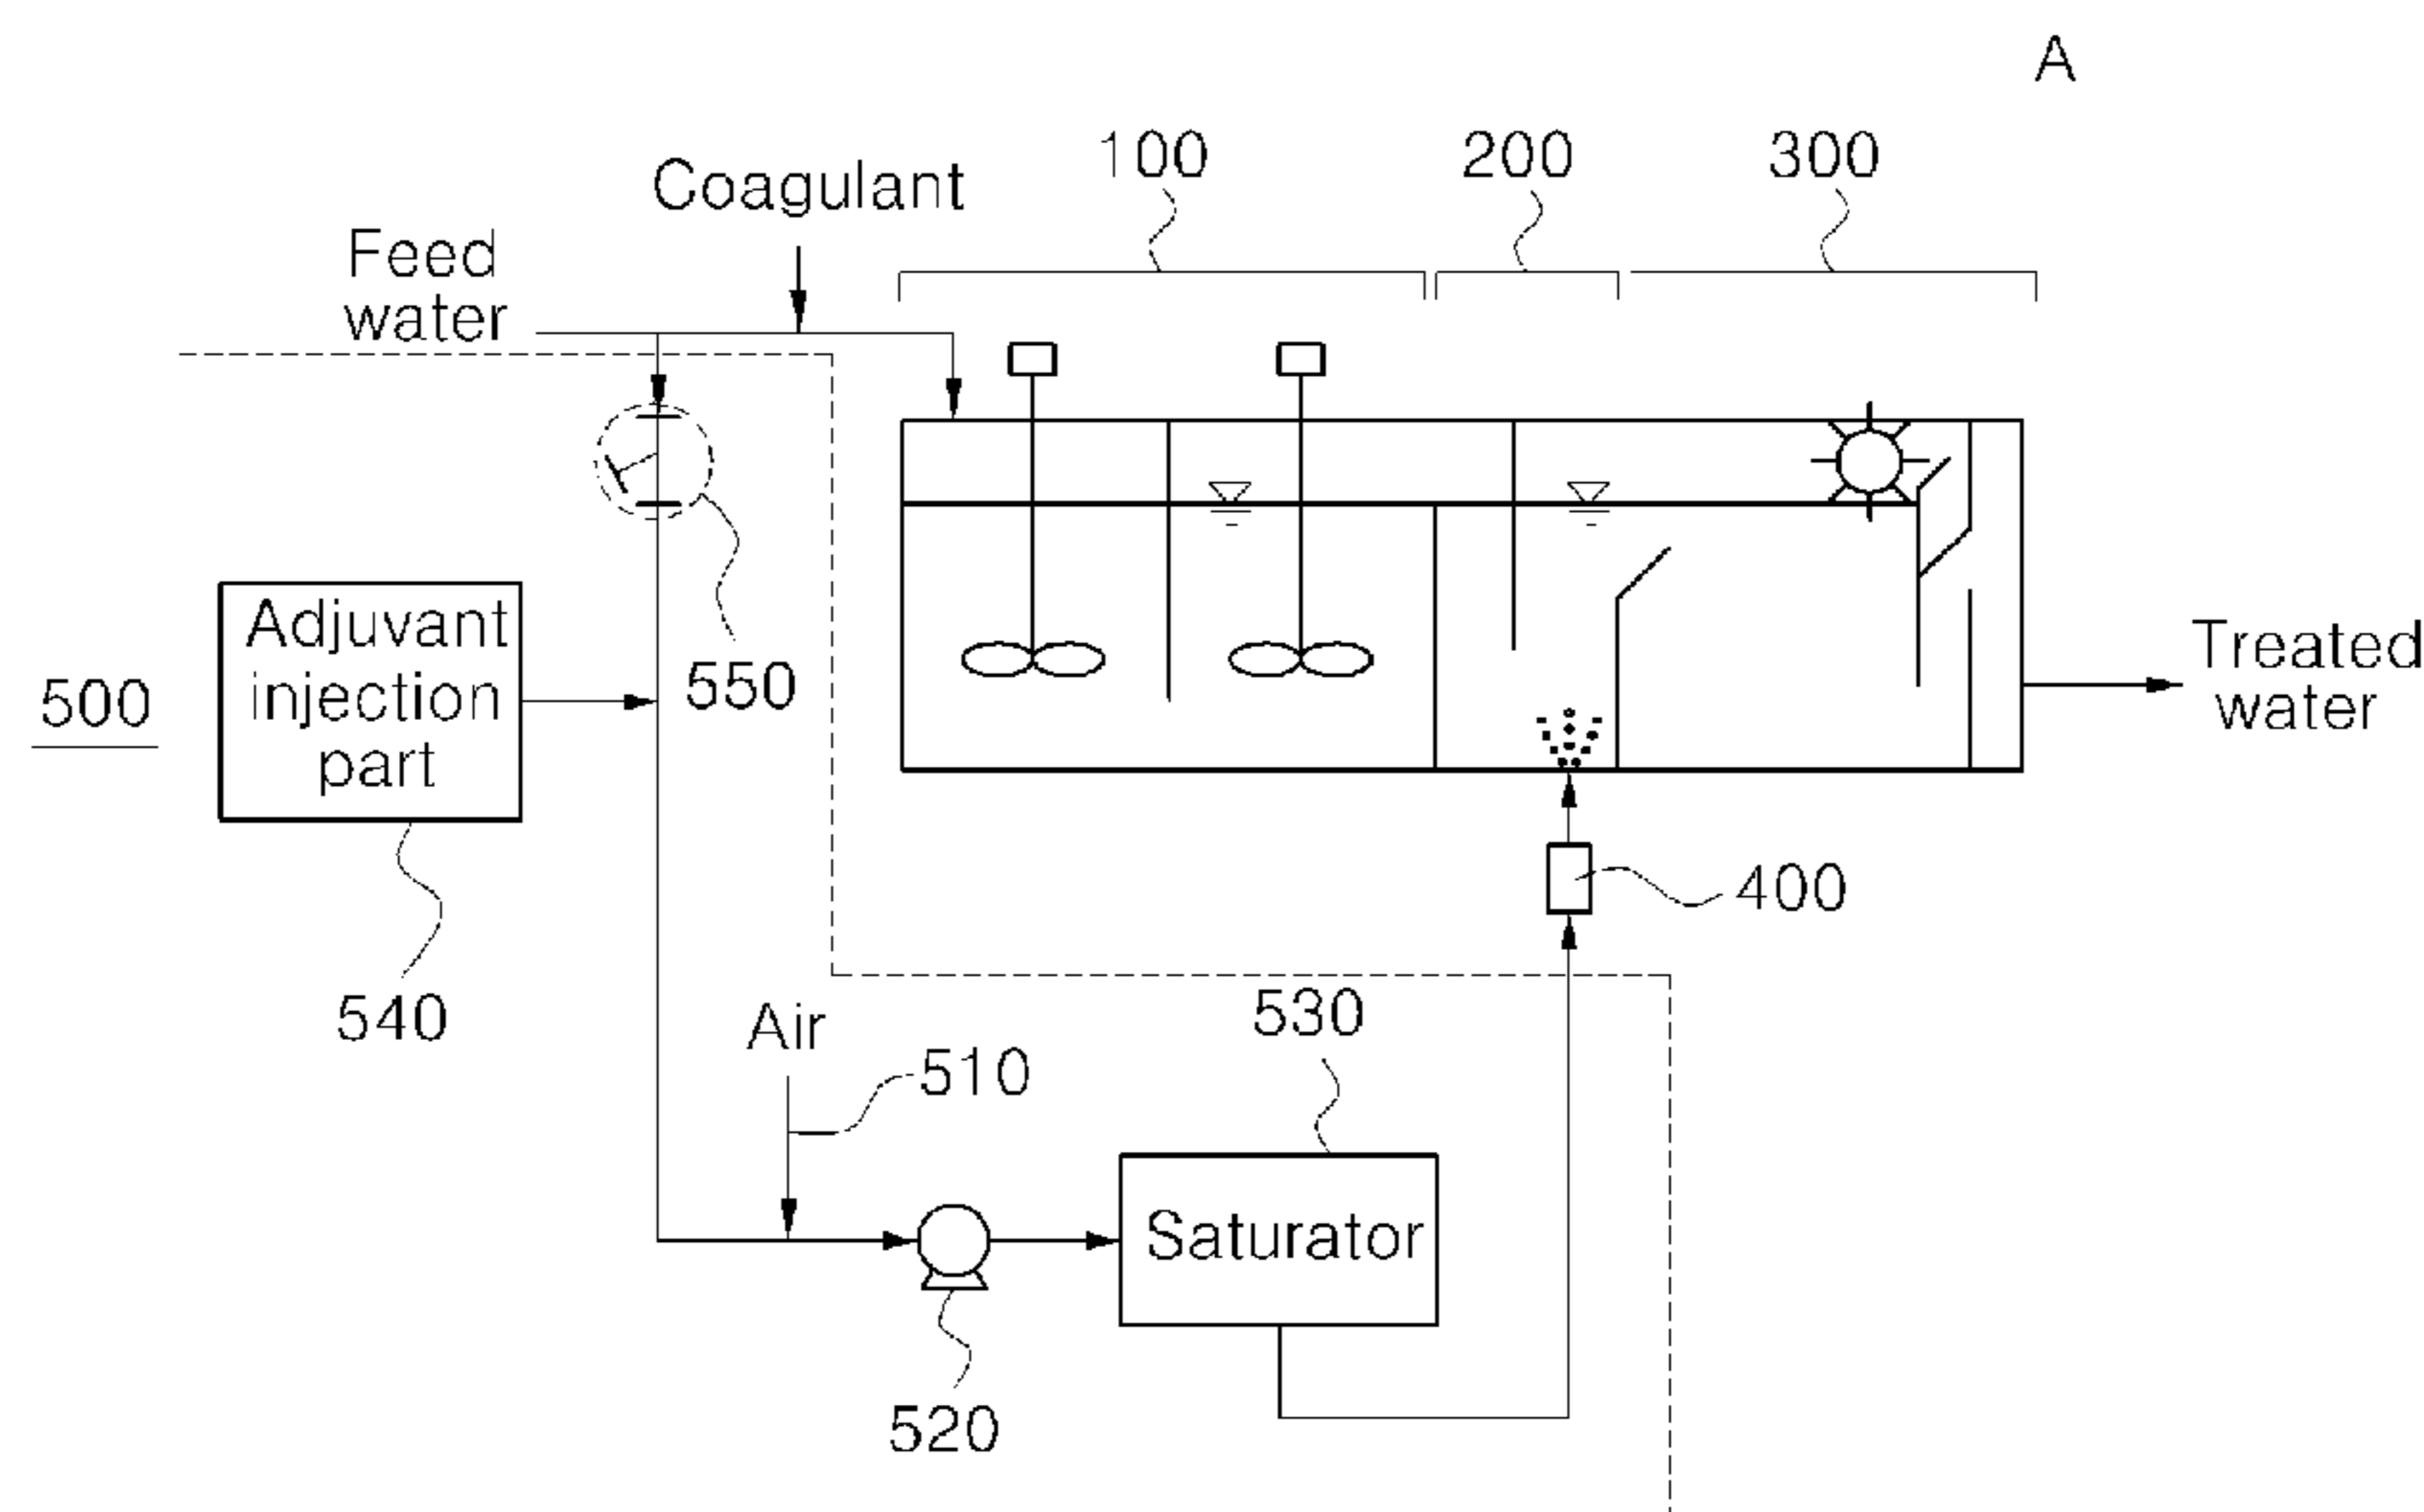 A
100
200
300
Coagulant
Feed
water
Adjuvant
injection
part
500
550
Treated
water
400
540
530
Air
510
Saturator
520